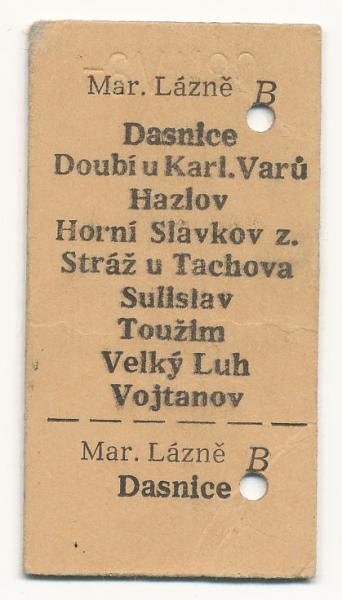 Mar. Lázně B
Dasnice
Doubí u Karl.Varů
Hazlov
Horní Slavkov z.
Stráž u Tachova
Sulislav
Toužim
Velký Luh
Vojtanov
Mar. Lázně B
Dasnice